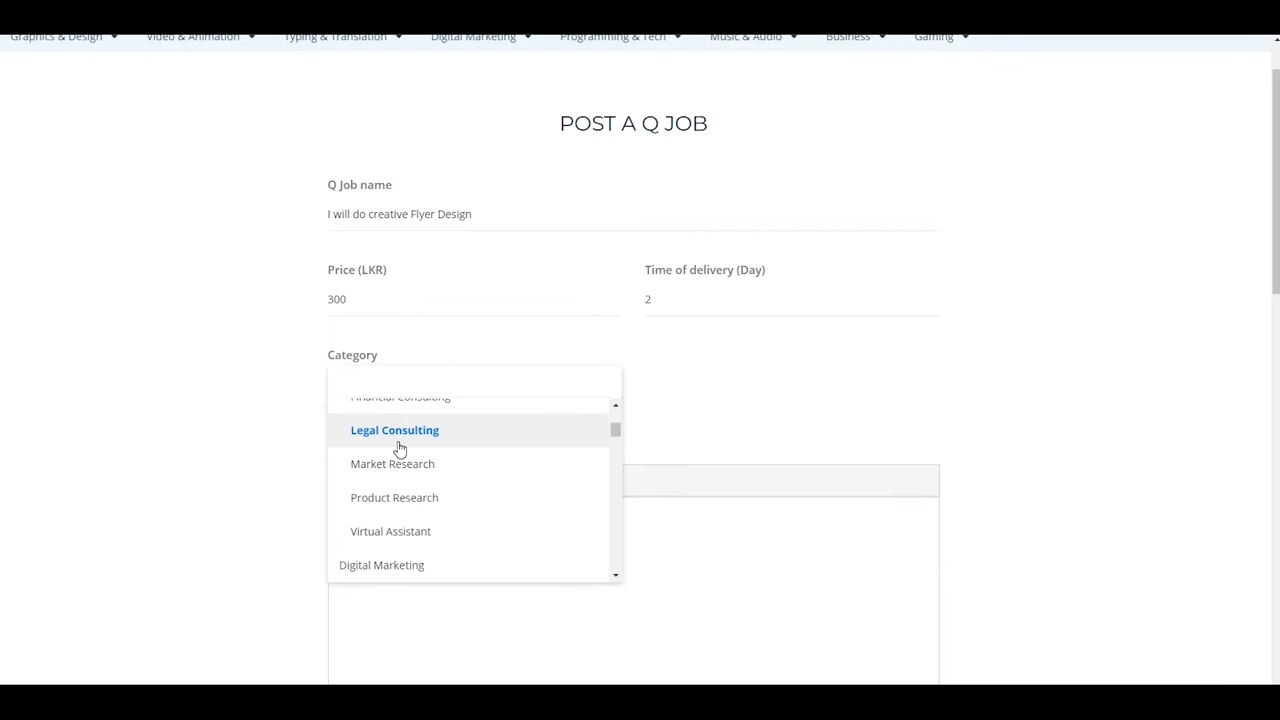 Graphics & Design Video & Animation Typing & Translation Digital Marketing Programming & Tech Music & Audio Business Gaming
POST A Q JOB
Q Job name
I will do creative Flyer Design
Price (LKR) Time of delivery (Day)
300 2
Category
Financial Consulting
Legal Consulting
Market Research
Product Research
Virtual Assistant
Digital Marketing